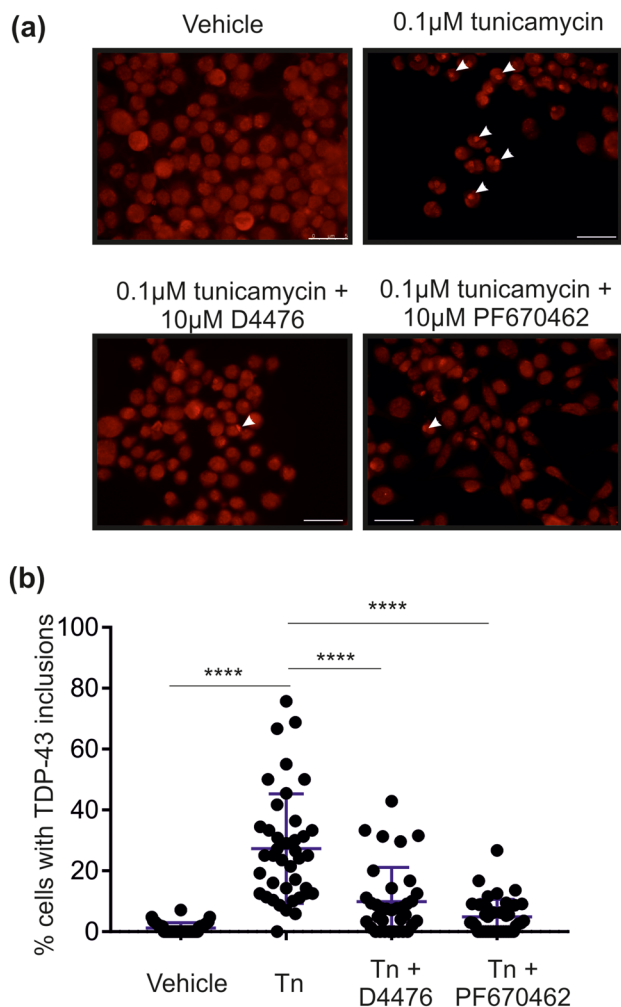 (a)
Vehicle
0.1µM tunicamycin
0.1µM tunicamycin +
10µM D4476
0.1µM tunicamycin +
10µM PF670462
(b)
% cells with TDP-43 inclusions
100
80
60
40
20
0
****
****
****
Vehicle
Tn
Tn +
D4476
Tn +
PF670462